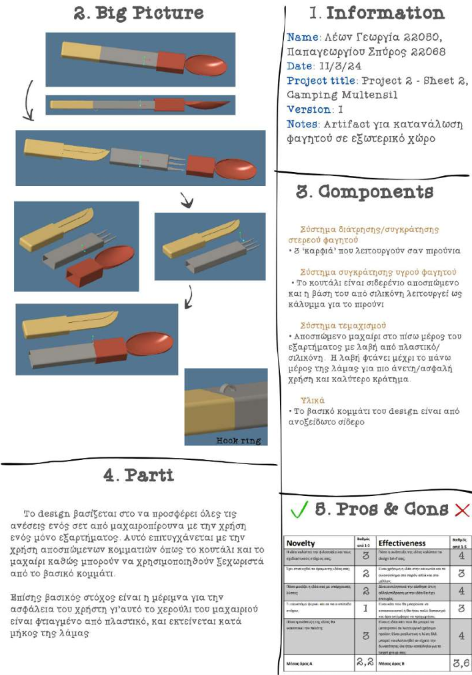 2. Big Picture
Hook ring
1. Information
Name: Λέων Γεωργία 22080,
Παπαγεωργίου Σπύρος 22068
Date: 11/3/24
Project title: Project 2 - Sheet 2,
Camping Multensil
Version: 1
Notes: Artifact για κατανάλωση
φαγητού σε εξωτερικό χώρο
3. Components
Σύστημα διάτρησης/συγκράτησης
στερεού φαγητού
• 3 'καρφιά' που λειτουργούν σαν πιρούνια
Σύστημα συγκράτησης υγρού φαγητού
• Το κουτάλι είναι σιδερένιο αποσπώμενο
και η βάση του από σιλικόνη λειτουργεί ως
κάλυμμα για το πιρούνι
Σύστημα τεμαχισμού
• Αποσπώμενο μαχαίρι στο πίσω μέρος του
εξαρτήματος με λαβή από πλαστικό/
σιλικόνη. Η λαβή φτάνει μέχρι το πάνω
μέρος της λάμας για πιο άνετη/ασφαλή
χρήση και καλύτερο κράτημα.
Υλικά
• Το βασικό κομμάτι του design είναι από
ανοξείδωτο σίδερο
4. Parti
Το design βασίζεται στο να προσφέρει όλες τις
ανέσεις ενός σετ από μαχαιροπίρουνα με την χρήση
ενός μόνο εξαρτήματος. Αυτό επιτυγχάνεται με την
χρήση αποσπώμενων κομματιών όπως το κουτάλι και το
μαχαίρι καθώς μπορούν να χρησιμοποιηθούν ξεχωριστά
από το βασικό κομμάτι.
Επίσης βασικός στόχος είναι η μέριμνα για την
ασφάλεια του χρήστη γι'αυτό το χερούλι του μαχαιριού
είναι φτιαγμένο από πλαστικό, και εκτείνεται κατά
μήκος της λάμας
5. Pros & Cons
Novelty Effectiveness
3 4
2 3
2 4
1 3
3 4
2,2 3,6